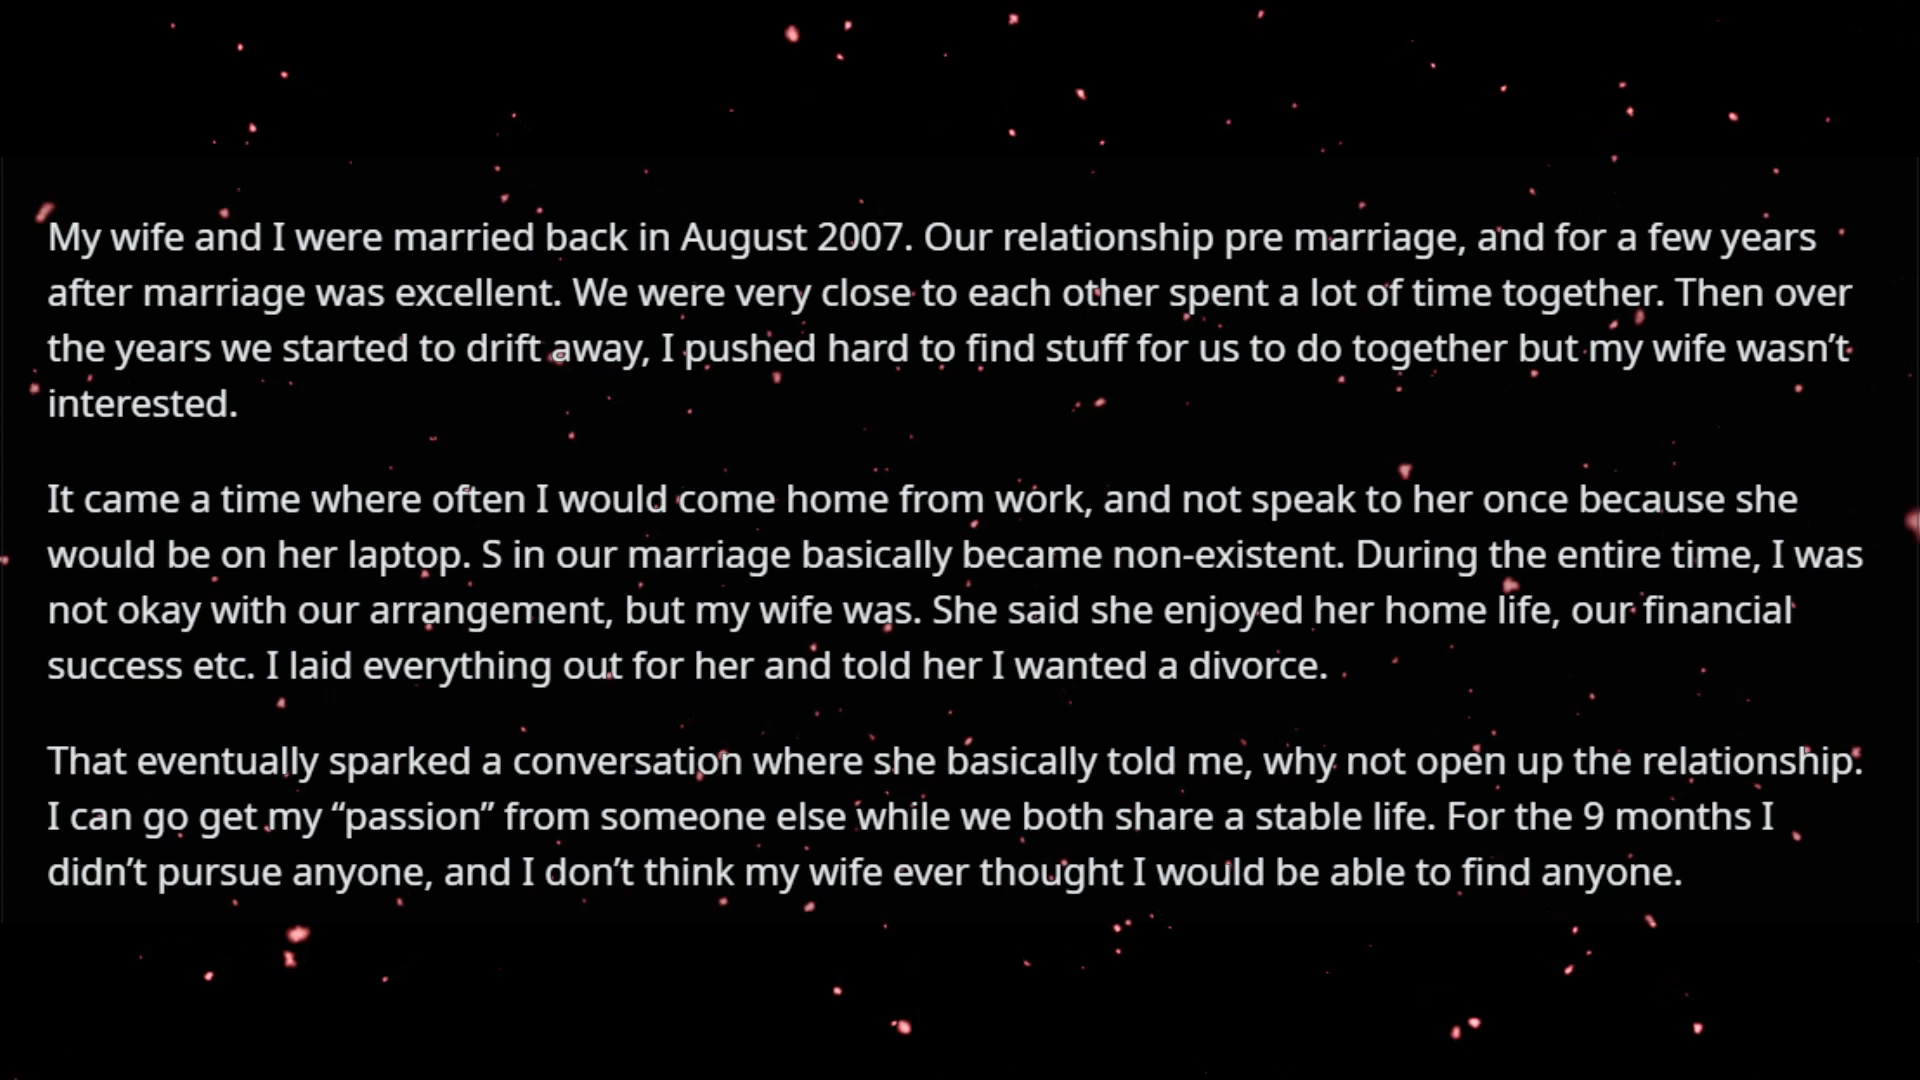 My wife and I were married back in August 2007. Our relationship pre marriage, and for a few years
after marriage was excellent. We were very close to each other spent a lot of time together. Then over
the years we started to drift away, I pushed hard to find stuff for us to do together but my wife wasn’t
interested.
It came a time where often I would come home from work, and not speak to her once because she
would be on her laptop. S in our marriage basically became non-existent. During the entire time, I was
not okay with our arrangement, but my wife was. She said she enjoyed her home life, our financial
success etc. I laid everything out for her and told her I wanted a divorce.
That eventually sparked a conversation where she basically told me, why not open up the relationship.
I can go get my “passion” from someone else while we both share a stable life. For the 9 months I
didn’t pursue anyone, and I don’t think my wife ever thought I would be able to find anyone.